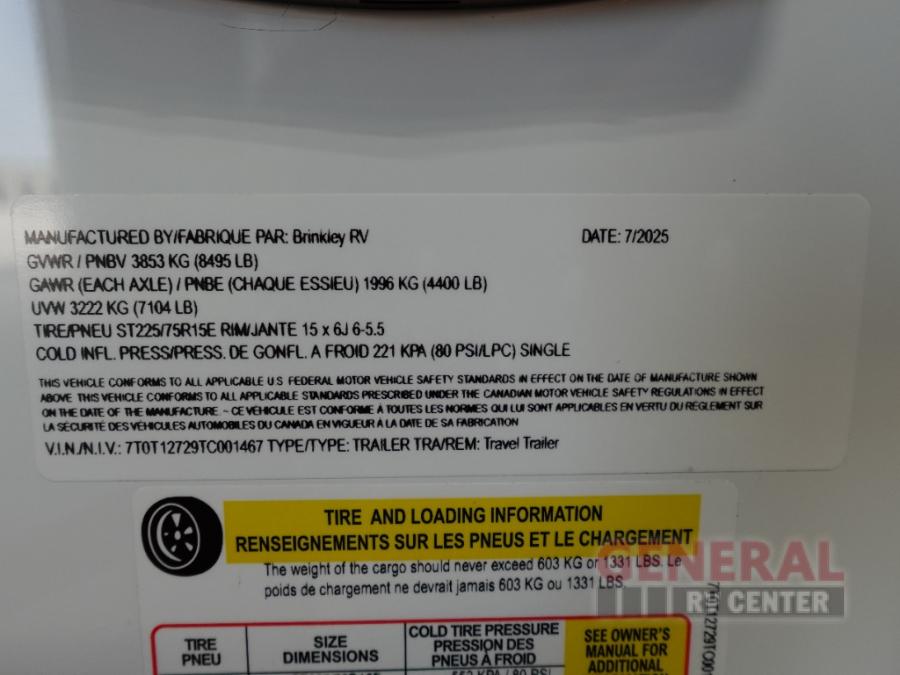 MANUFACTURED BY/FABRIQUE PAR: Brinkley RV DATE: 7/2025
GVWR / PNBV 3853 KG (8495 LB)
GAWR (EACH AXLE) / PNBE (CHAQUE ESSIEU) 1996 KG (4400 LB)
UVW 3222 KG (7104 LB)
TIRE/PNEU ST225/75R15E RIM/JANTE 15 x 6J 6-5.5
COLD INFL. PRESS/PRESS. DE GONFL. A FROID 221 KPA (80 PSI/LPC) SINGLE
THIS VEHICLE CONFORMS TO ALL APPLICABLE U.S FEDERAL MOTOR VEHICLE SAFETY STANDARDS IN EFFECT ON THE DATE OF MANUFACTURE SHOWN
ABOVE THIS VEHICLE CONFORMS TO ALL APPLICABLE STANDARDS PRESCRIBED UNDER THE CANADIAN MOTOR VEHICLE SAFETY REGULATIONS IN EFFECT
ON THE DATE OF THE MANUFACTURE. ~ CE VEHICULE EST CONFORME À TOUTES LES NORMES QUI LUI SONT APPLICABLES EN VERTU DU REGLEMENT SUR
LA SÉCURITÉ DES VÉHICULES AUTOMOBILES DU CANADA EN VIGUEUR À LA DATE DE SA FABRICATION
V.I.N./N.I.V.: 7T0T12729TC001467 TYPE/TYPE: TRAILER TRA/REM: Travel Trailer
TIRE AND LOADING INFORMATION
RENSEIGNEMENTS SUR LES PNEUS ET LE CHARGEMENT
The weight of the cargo should never exceed 603 KG or 1331 LBS. Le
poids de chargement ne devrait jamais 603 KG ou 1331 LBS.
GENERAL
RV CENTER
TIRE
PNEU
SIZE
DIMENSIONS
COLD TIRE PRESSURE
PRESSION DES
PNEUS À FROID
SEE OWNER'S
MANUAL FOR
ADDITIONAL
7T0T12729TC00